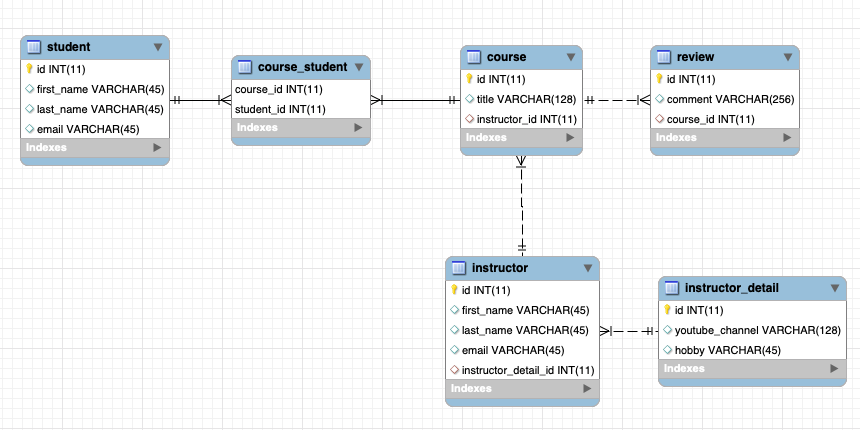 student
id INT(11)
first_name VARCHAR(45)
last_name VARCHAR(45)
email VARCHAR(45)
Indexes
course_student
course_id INT(11)
student_id INT(11)
Indexes
course
id INT(11)
title VARCHAR(128)
instructor_id INT(11)
Indexes
review
id INT(11)
comment VARCHAR(256)
course_id INT(11)
Indexes
instructor
id INT(11)
first_name VARCHAR(45)
last_name VARCHAR(45)
email VARCHAR(45)
instructor_detail_id INT(11)
Indexes
instructor_detail
id INT(11)
youtube_channel VARCHAR(128)
hobby VARCHAR(45)
Indexes